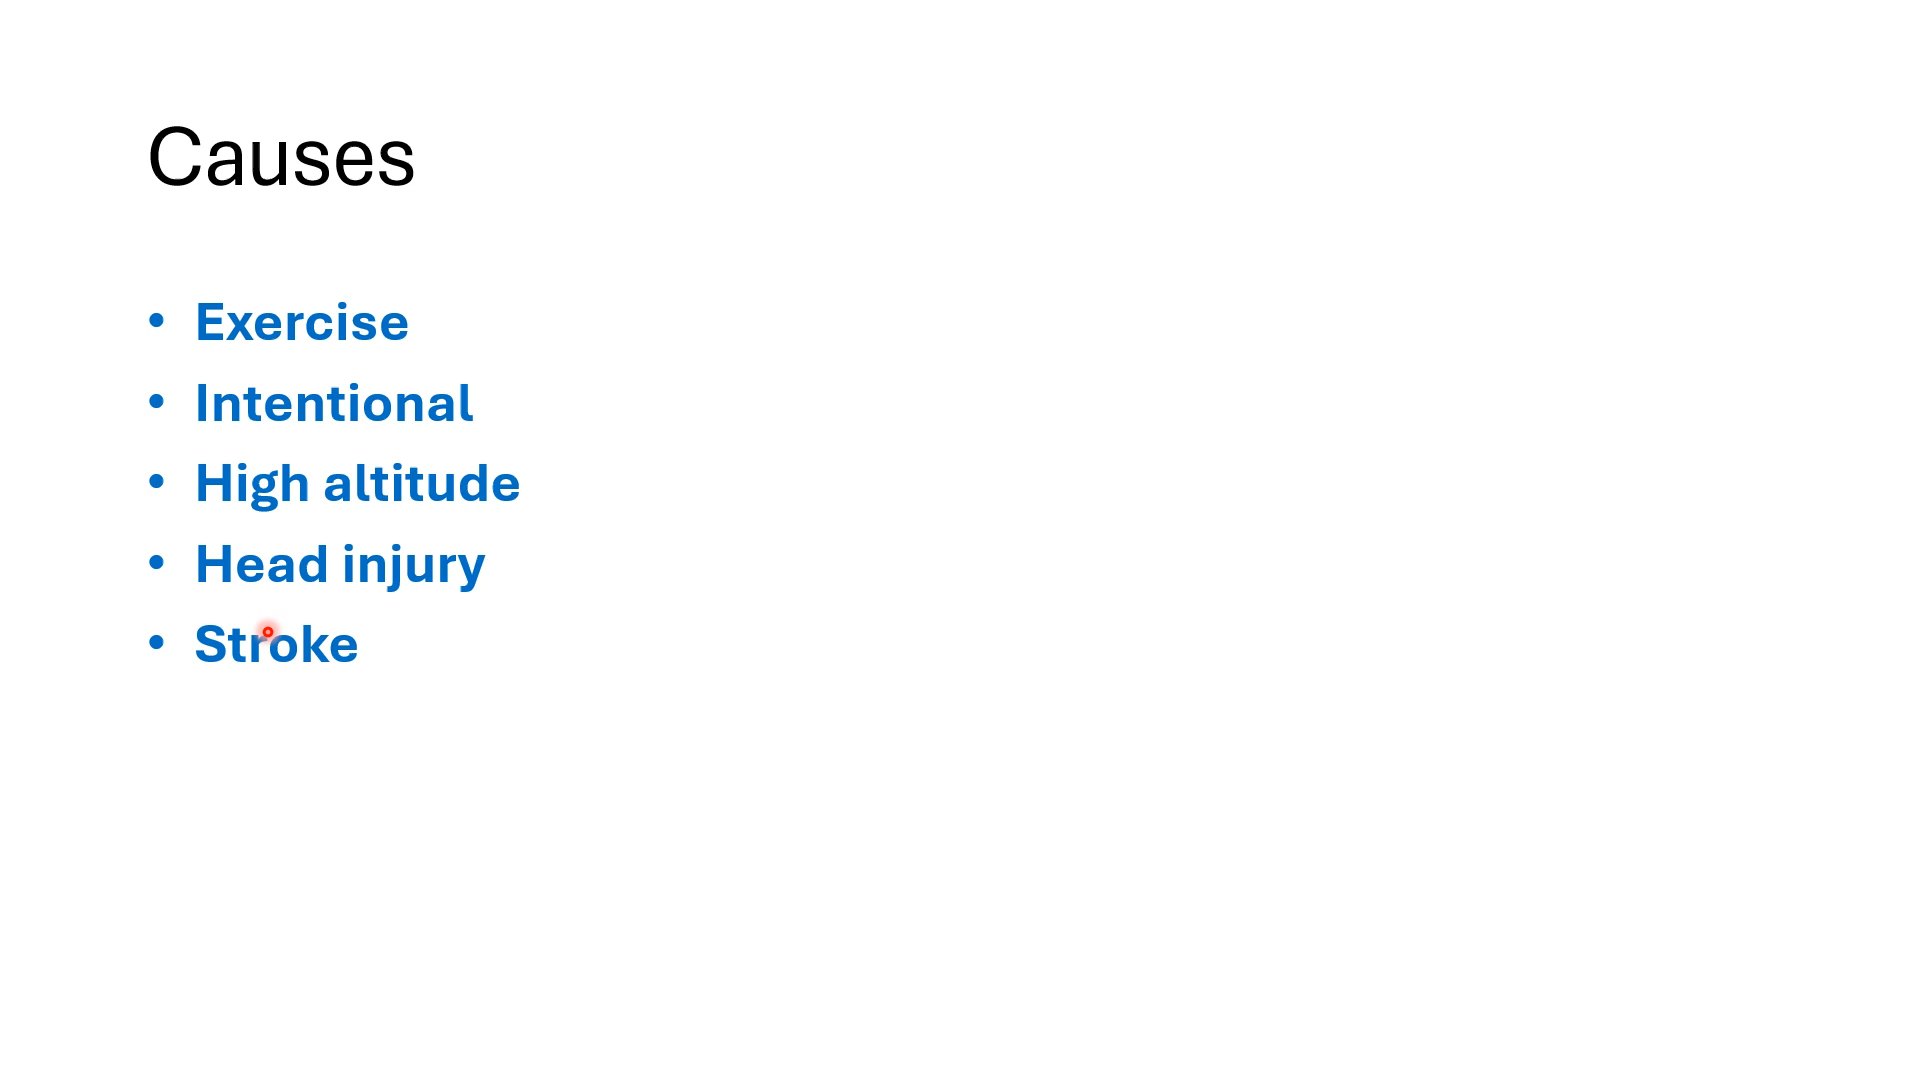 Causes
• Exercise
• Intentional
• High altitude
• Head injury
• Stroke